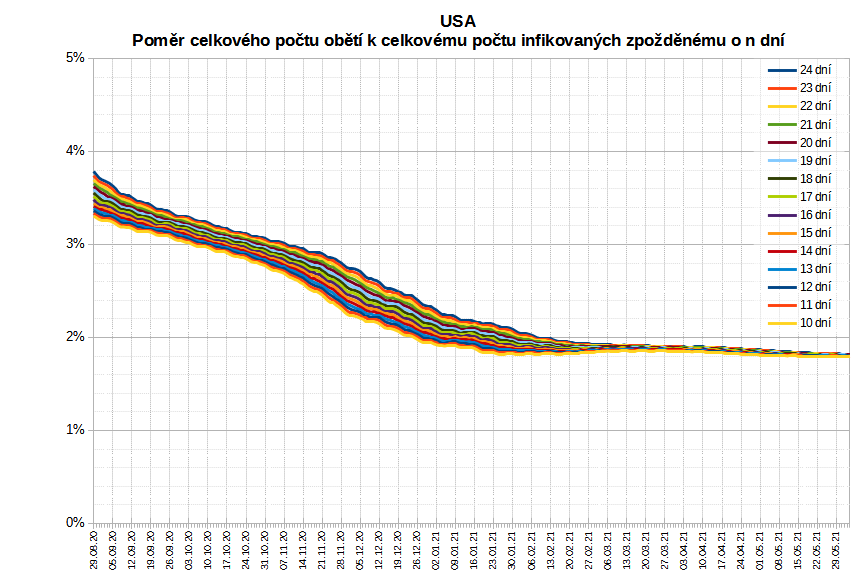 USA
Poměr celkového počtu obětí k celkovému počtu infikovaných zpožděnému o n dní
5%
4%
3%
2%
1%
0%
24 dní
23 dní
22 dní
21 dní
20 dní
19 dní
18 dní
17 dní
16 dní
15 dní
14 dní
13 dní
12 dní
11 dní
10 dní
29.08.20
05.09.20
12.09.20
19.09.20
26.09.20
03.10.20
10.10.20
17.10.20
24.10.20
31.10.20
07.11.20
14.11.20
21.11.20
28.11.20
05.12.20
12.12.20
19.12.20
26.12.20
02.01.21
09.01.21
16.01.21
23.01.21
30.01.21
06.02.21
13.02.21
20.02.21
27.02.21
06.03.21
13.03.21
20.03.21
27.03.21
03.04.21
10.04.21
17.04.21
24.04.21
01.05.21
08.05.21
15.05.21
22.05.21
29.05.21